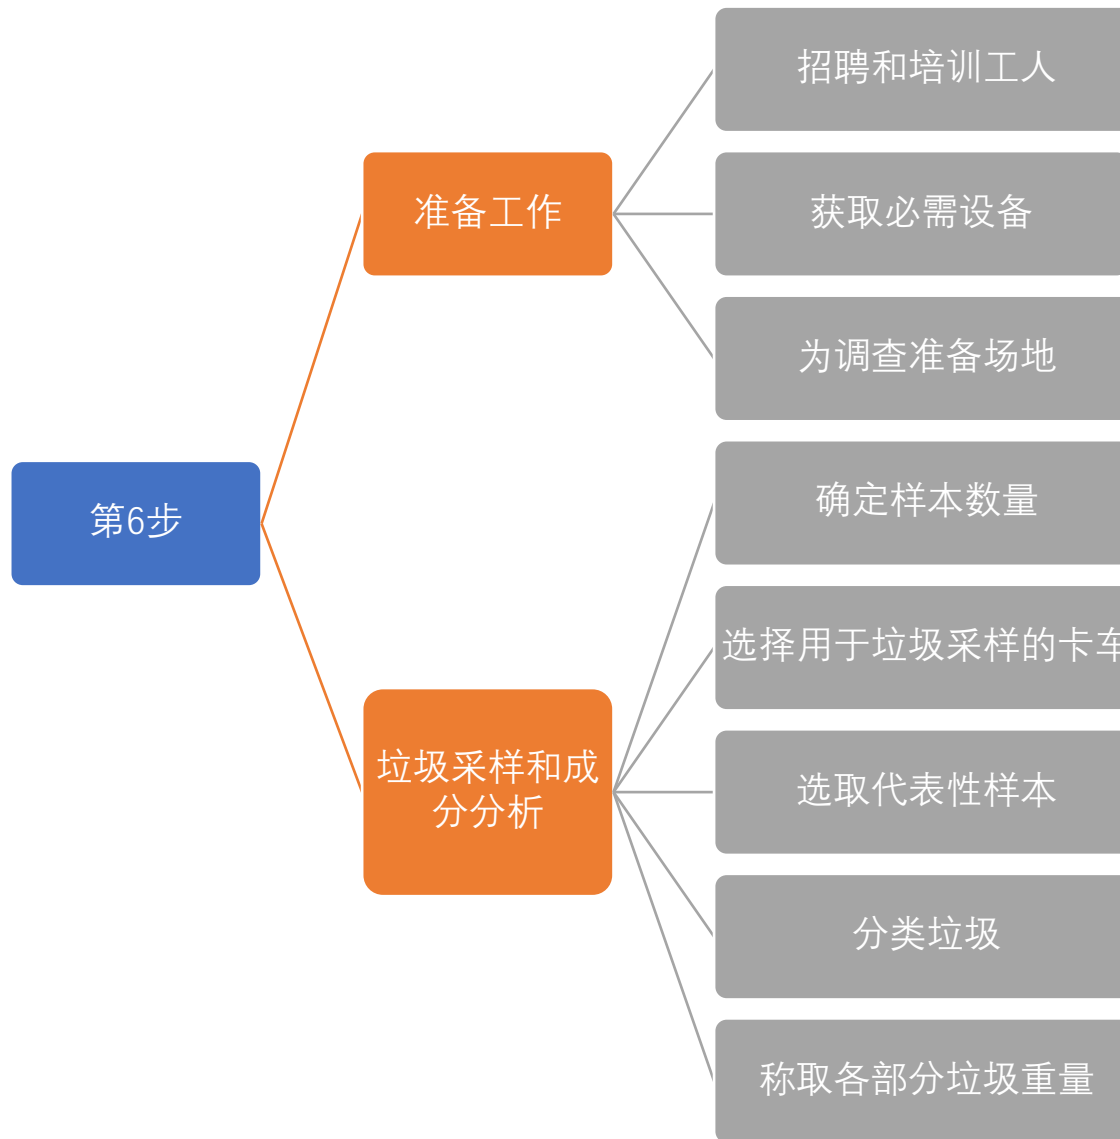 第6步
准备工作
招聘和培训工人
获取必需设备
为调查准备场地
垃圾采样和成
分分析
确定样本数量
选择用于垃圾采样的卡车
选取代表性样本
分类垃圾
称取各部分垃圾重量